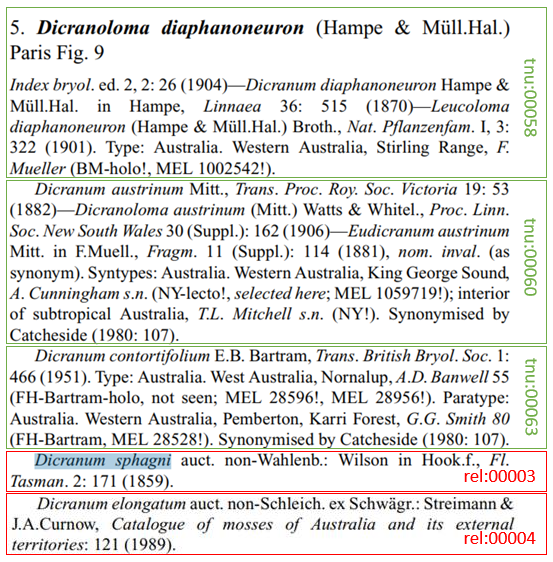 5. Dicranoloma diaphanoneuron (Hampe & Müll.Hal.)
Paris Fig. 9
Index bryol. ed. 2, 2: 26 (1904)—Dicranum diaphanoneuron Hampe &
Müll.Hal. in Hampe, Linnaea 36: 515 (1870)—Leucoloma
diaphanoneuron (Hampe & Müll.Hal.) Broth., Nat. Pflanzenfam. I, 3:
322 (1901). Type: Australia. Western Australia, Stirling Range, F.
Mueller (BM-holo!, MEL 1002542!).
tnu:00058
Dicranum austrinum Mitt., Trans. Proc. Roy. Soc. Victoria 19: 53
(1882)—Dicranoloma austrinum (Mitt.) Watts & Whitel., Proc. Linn.
Soc. New South Wales 30 (Suppl.): 162 (1906)—Eudicranum austrinum
Mitt. in F.Muell., Fragm. 11 (Suppl.): 114 (1881), nom. inval. (as
synonym). Syntypes: Australia. Western Australia, King George Sound,
A. Cunningham s.n. (NY-lecto!, selected here; MEL 1059719!); interior
of subtropical Australia, T.L. Mitchell s.n. (NY!). Synonymised by
Catcheside (1980: 107).
tnu:00060
Dicranum contortifolium E.B. Bartram, Trans. British Bryol. Soc. 1:
466 (1951). Type: Australia. West Australia, Nornalup, A.D. Banwell 55
(FH-Bartram-holo, not seen; MEL 28596!, MEL 28956!). Paratype:
Australia. Western Australia, Pemberton, Karri Forest, G.G. Smith 80
(FH-Bartram, MEL 28528!). Synonymised by Catcheside (1980: 107).
tnu:00063
Dicranum sphagni auct. non-Wahlenb.: Wilson in Hook.f., Fl.
Tasman. 2: 171 (1859).
rel:00003
Dicranum elongatum auct. non-Schleich. ex Schwägr.: Streimann &
J.A.Curnow, Catalogue of mosses of Australia and its external
territories: 121 (1989).
rel:00004